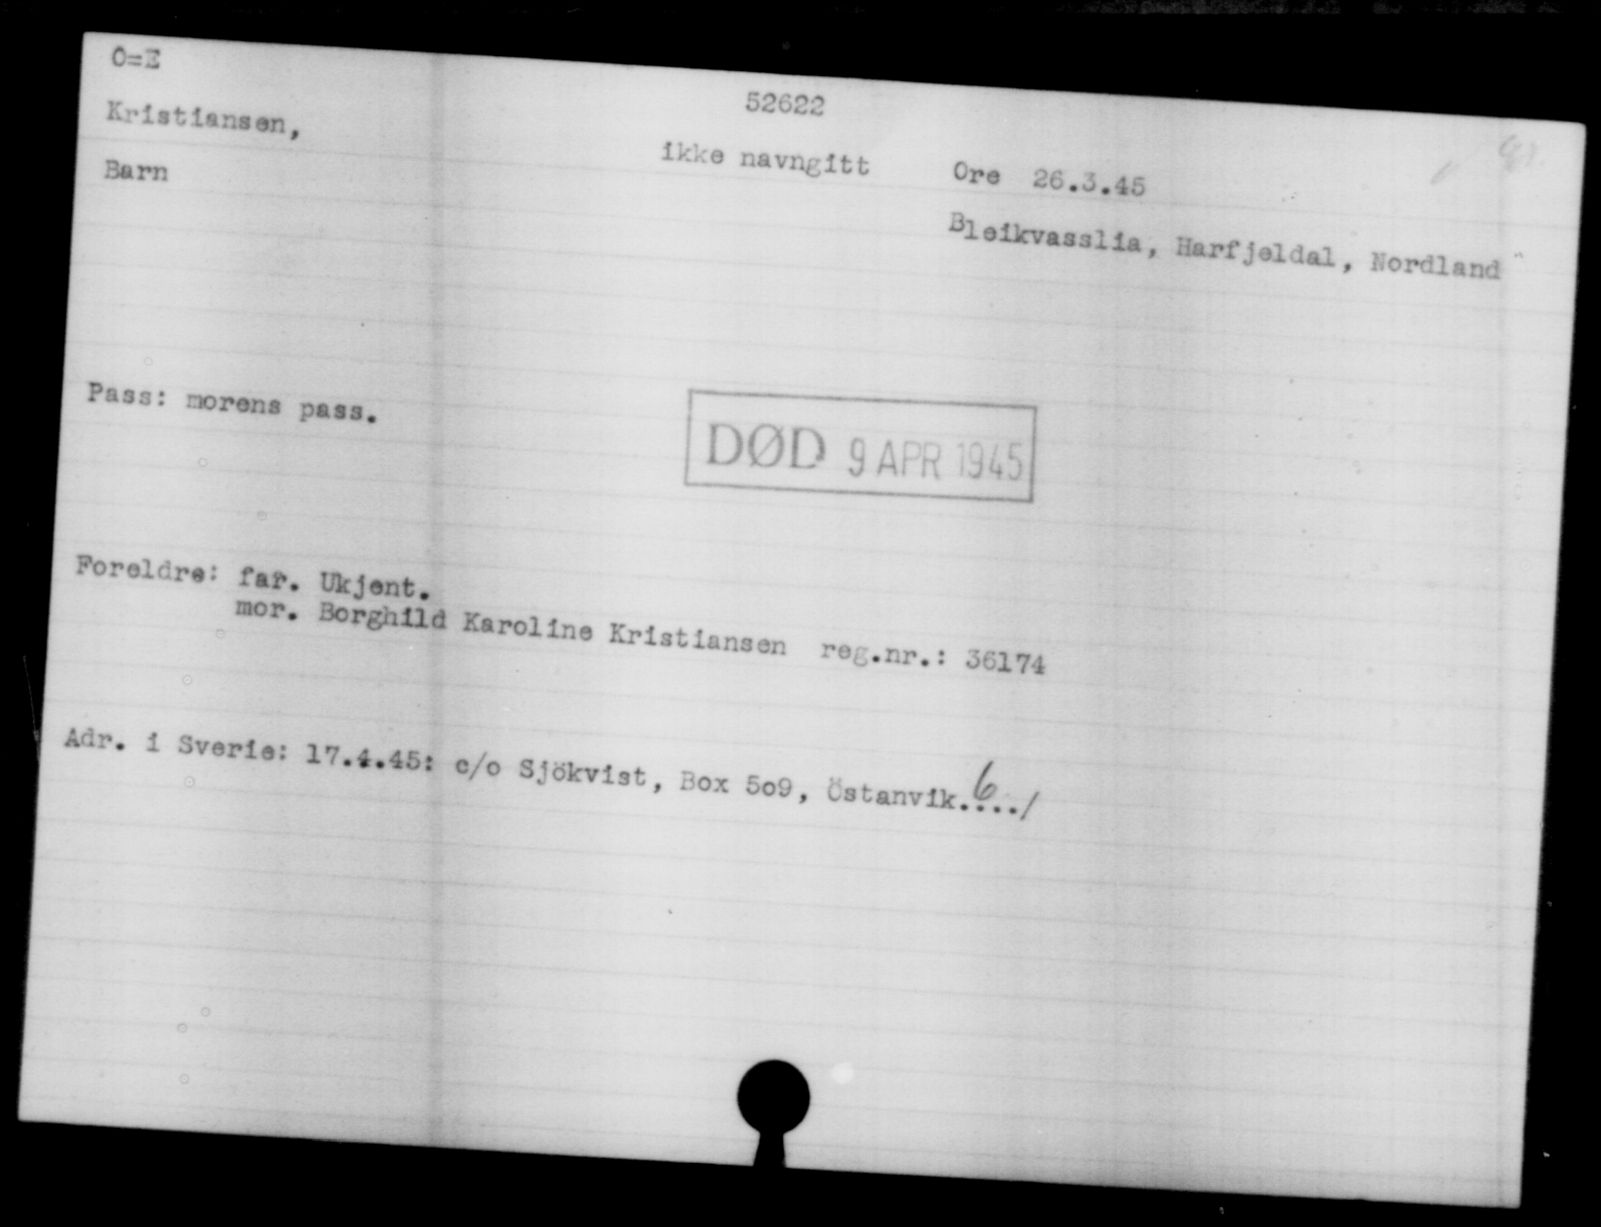 O=E
52622
Kristiansen,
ikke navngitt Ore 26.3.45
Barn
Bleikvasslia, Harfjeldal, Nordland
Pass: morens pass.
DØD 9 APR 1945
Foreldre: far. Ukjent.
mor. Borghild Karoline Kristiansen reg.nr.: 36174
Adr. i Sverie: 17.4.45: c/o Sjökvist, Box 5o9, Östanvik..../
6